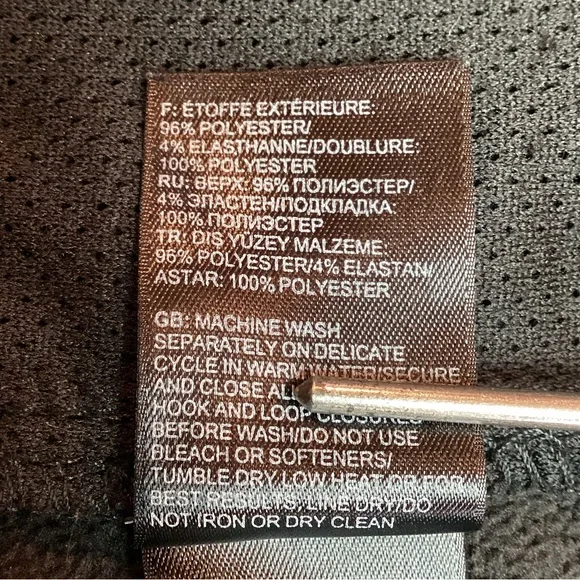 F: ÉTOFFE EXTÉRIEURE:
96% POLYESTER/
4% ELASTHANNE/DOUBLURE:
100% POLYESTER
RU: ВЕРХ: 96% ПОЛИЭСТЕР/
4% ЭЛАСТЕН/ПОДКЛАДКА:
100% ПОЛИЭСТЕР
TR: DIS YUZEY MALZEME:
96% POLYESTER/4% ELASTAN/
ASTAR: 100% POLYESTER
GB: MACHINE WASH
SEPARATELY ON DELICATE
CYCLE IN WARM WATER/SECURE
AND CLOSE
HOOK AND LOOP CLOSURES
BEFORE WASH/DO NOT USE
BLEACH OR SOFTENERS/
TUMBLE DRY LOW HEAT OR FOR
BEST RESULTS: LINE DRY/DO
NOT IRON OR DRY CLEAN